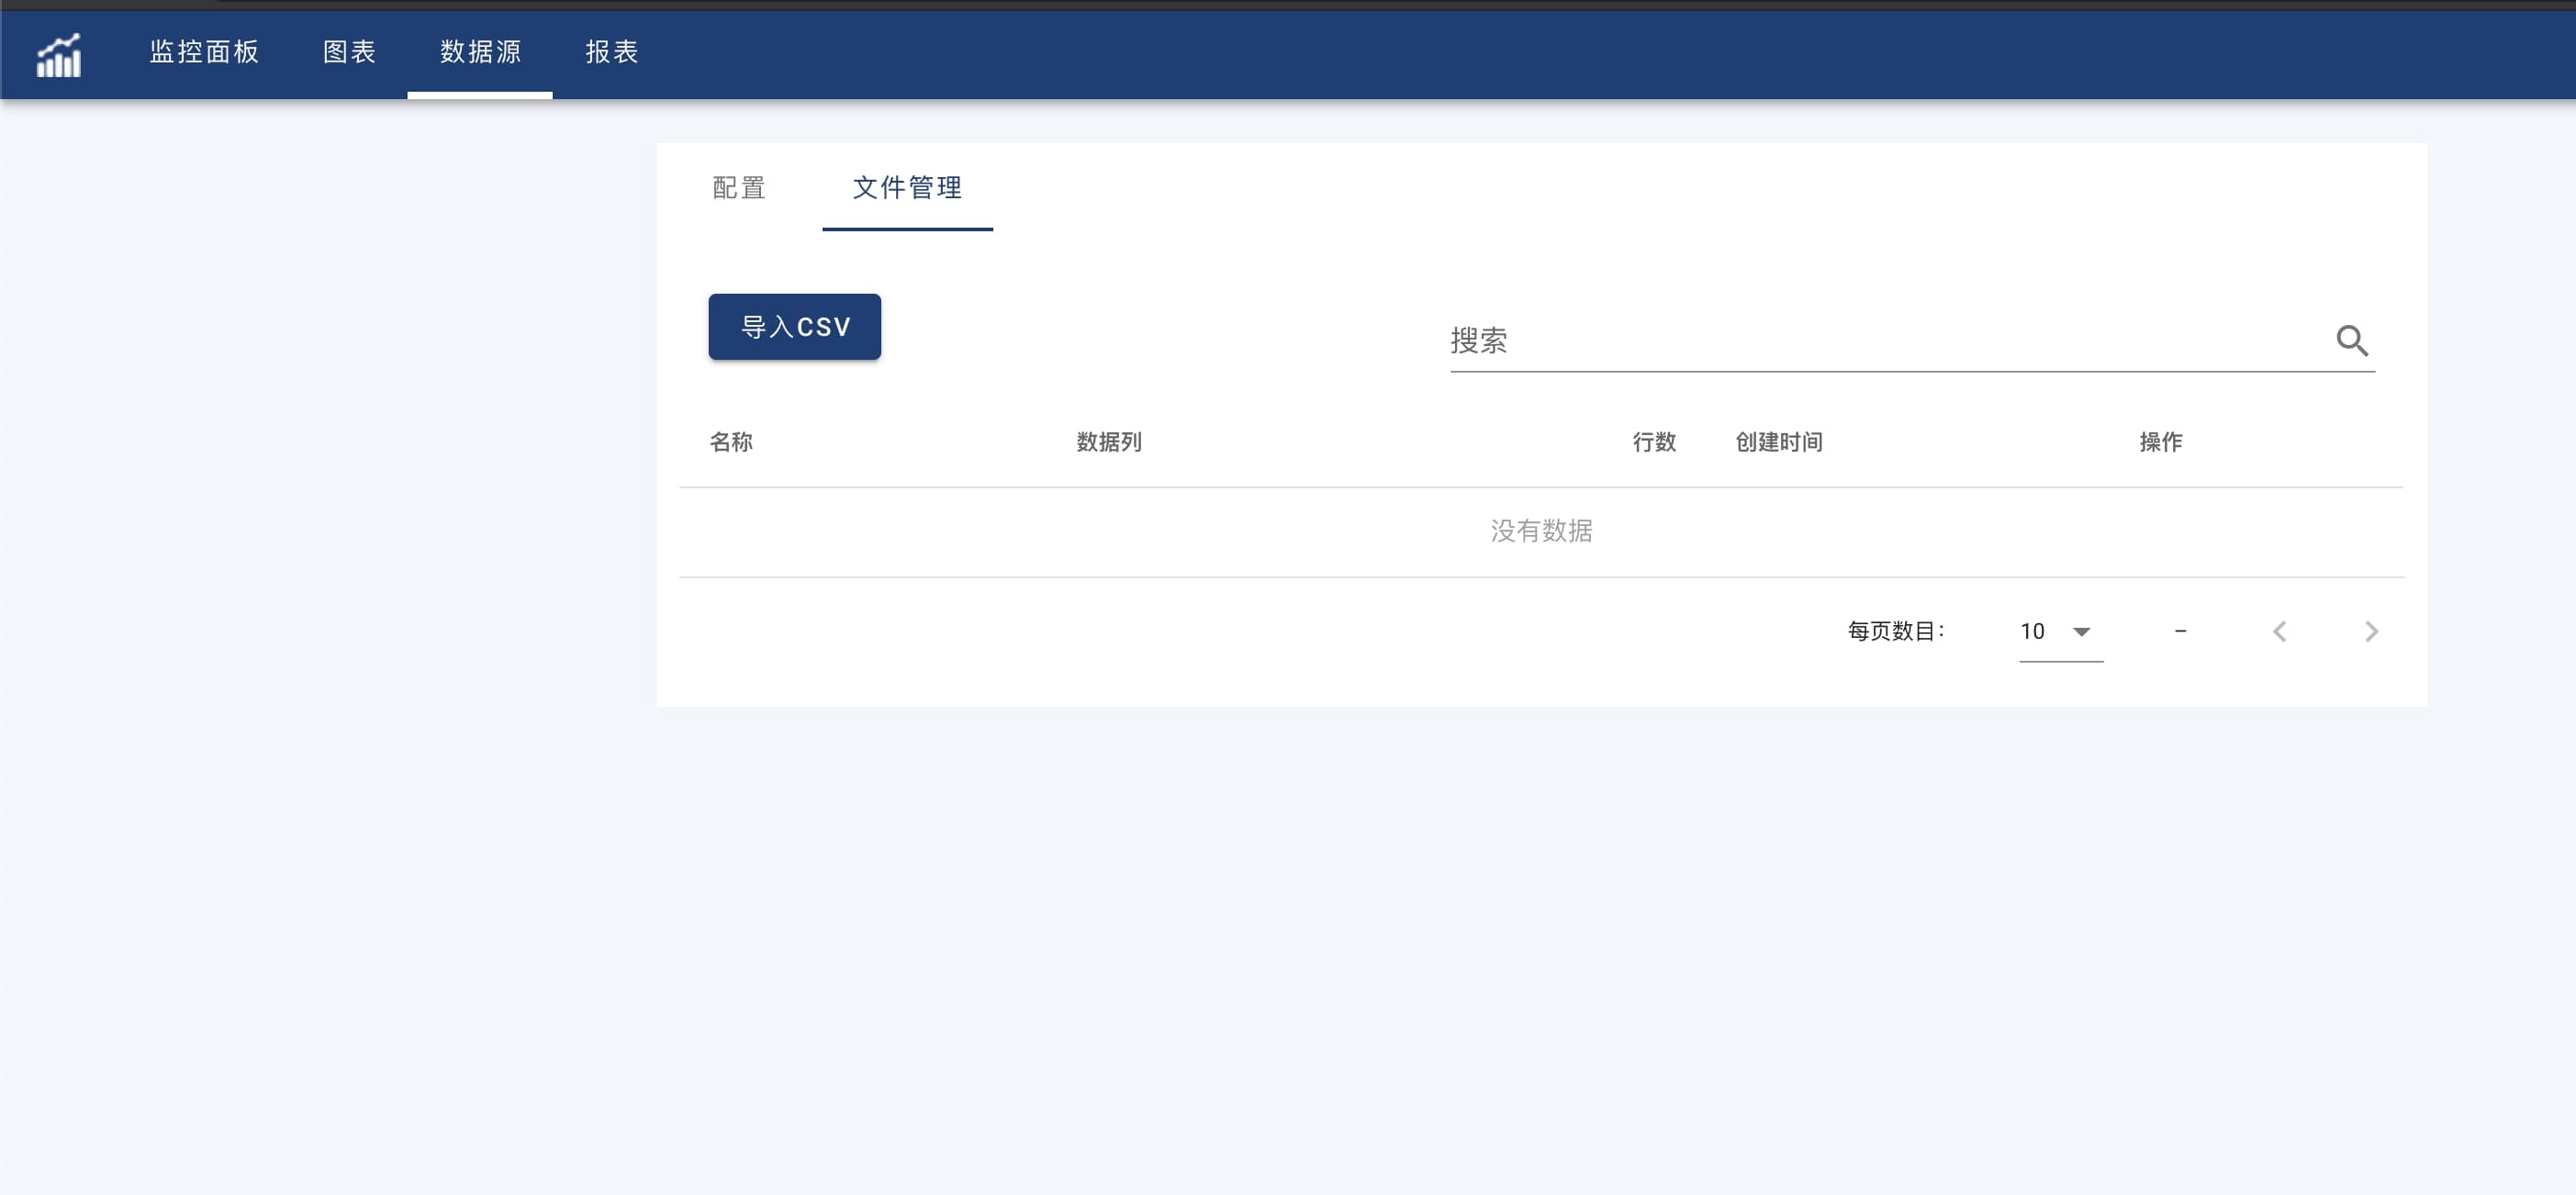 监控面板 图表 数据源 报表
配置 文件管理
导入CSV
搜索
名称 数据列 行数 创建时间 操作
没有数据
每页数目: 10 –